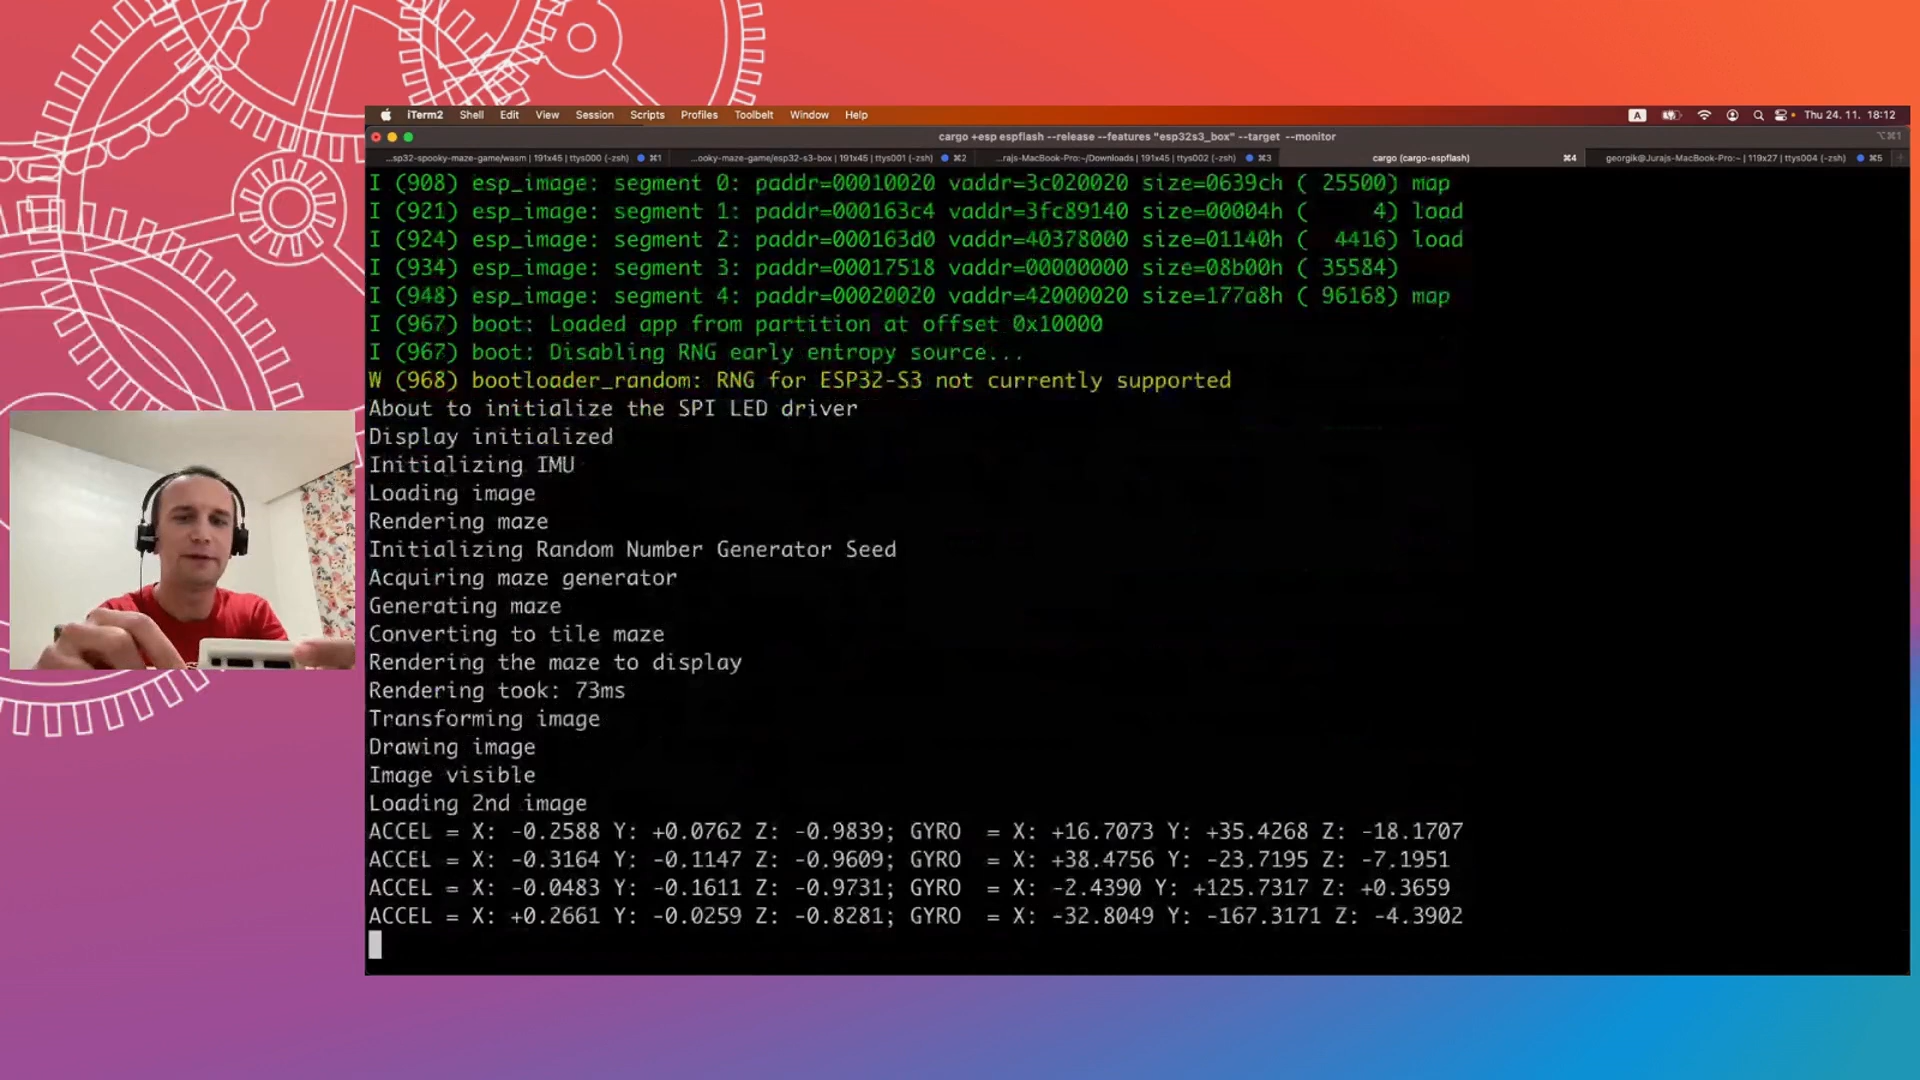 iTerm2 Shell Edit View Session Scripts Profiles Toolbelt Window Help A Thu 24. 11. 18:12
cargo +esp espflash --release --features "esp32s3_box" --target --monitor ⌥⌘1
...sp32-spooky-maze-game/wasm | 191x45 | ttys000 (-zsh) ⌘1 ...ooky-maze-game/esp32-s3-box | 191x45 | ttys001 (-zsh) ⌘2 ...rajs-MacBook-Pro:~/Downloads | 191x45 | ttys002 (-zsh) ⌘3 cargo (cargo-espflash) ⌘4 georgik@Jurajs-MacBook-Pro:~ | 119x27 | ttys004 (-zsh) ⌘5
I (908) esp_image: segment 0: paddr=00010020 vaddr=3c020020 size=0639ch ( 25500) map
I (921) esp_image: segment 1: paddr=000163c4 vaddr=3fc89140 size=00004h (     4) load
I (924) esp_image: segment 2: paddr=000163d0 vaddr=40378000 size=01140h (  4416) load
I (934) esp_image: segment 3: paddr=00017518 vaddr=00000000 size=08b00h ( 35584)
I (948) esp_image: segment 4: paddr=00020020 vaddr=42000020 size=177a8h ( 96168) map
I (967) boot: Loaded app from partition at offset 0x10000
I (967) boot: Disabling RNG early entropy source...
W (968) bootloader_random: RNG for ESP32-S3 not currently supported
About to initialize the SPI LED driver
Display initialized
Initializing IMU
Loading image
Rendering maze
Initializing Random Number Generator Seed
Acquiring maze generator
Generating maze
Converting to tile maze
Rendering the maze to display
Rendering took: 73ms
Transforming image
Drawing image
Image visible
Loading 2nd image
ACCEL = X: -0.2588 Y: +0.0762 Z: -0.9839; GYRO  = X: +16.7073 Y: +35.4268 Z: -18.1707
ACCEL = X: -0.3164 Y: -0.1147 Z: -0.9609; GYRO  = X: +38.4756 Y: -23.7195 Z: -7.1951
ACCEL = X: -0.0483 Y: -0.1611 Z: -0.9731; GYRO  = X: -2.4390 Y: +125.7317 Z: +0.3659
ACCEL = X: +0.2661 Y: -0.0259 Z: -0.8281; GYRO  = X: -32.8049 Y: -167.3171 Z: -4.3902